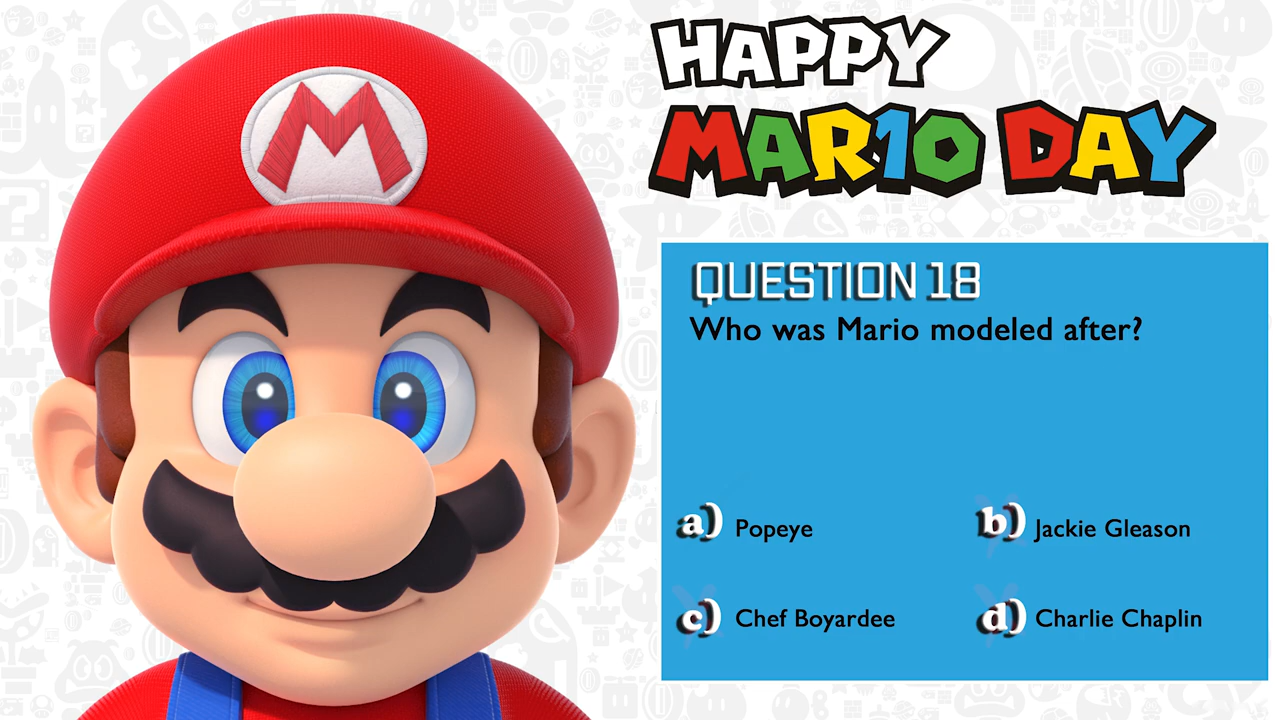 M
HAPPY
MAR10 DAY
QUESTION 18
Who was Mario modeled after?
a) Popeye
b) Jackie Gleason
c) Chef Boyardee
d) Charlie Chaplin